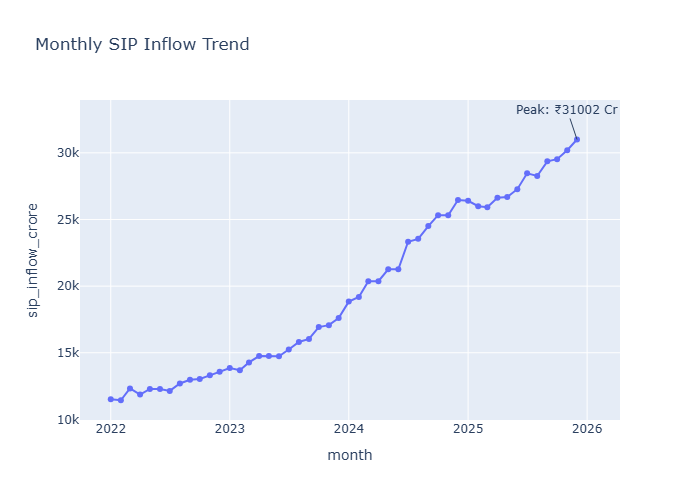 Monthly SIP Inflow Trend
Peak: ₹31002 Cr
30k
25k
20k
15k
10k
sip_inflow_crore
2022 2023 2024 2025 2026
month